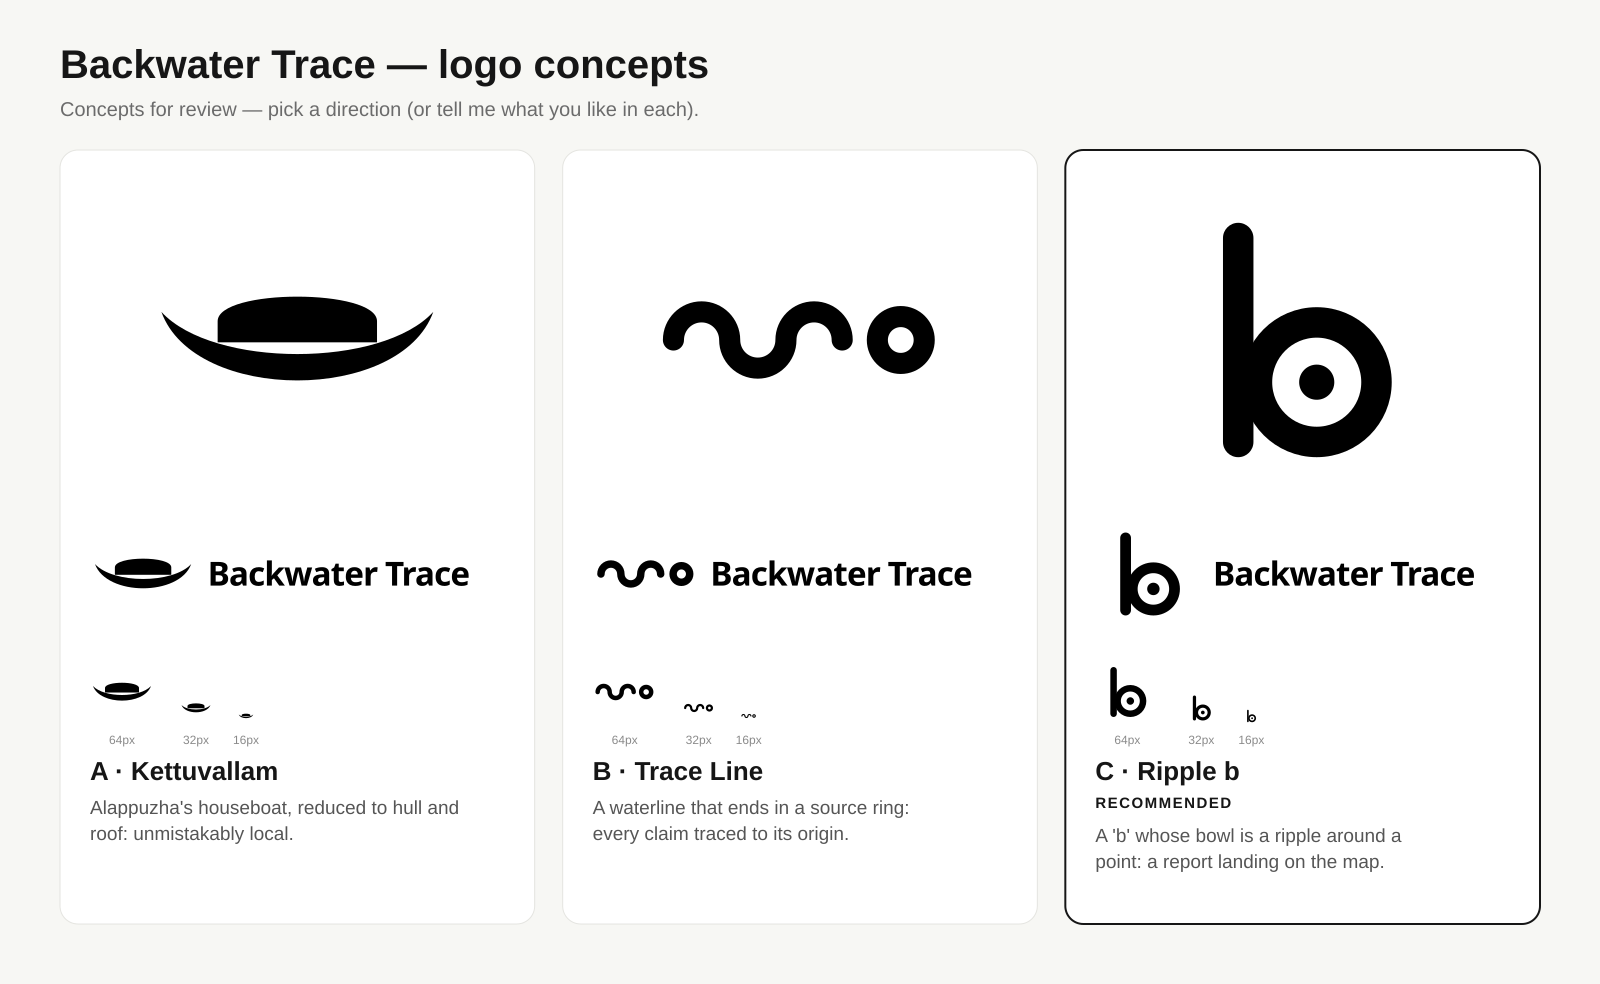 Backwater Trace — logo concepts
Concepts for review — pick a direction (or tell me what you like in each).
Backwater Trace
64px 32px 16px
A · Kettuvallam
Alappuzha's houseboat, reduced to hull and
roof: unmistakably local.
Backwater Trace
64px 32px 16px
B · Trace Line
A waterline that ends in a source ring:
every claim traced to its origin.
b
b Backwater Trace
b b b
64px 32px 16px
C · Ripple b
RECOMMENDED
A 'b' whose bowl is a ripple around a
point: a report landing on the map.